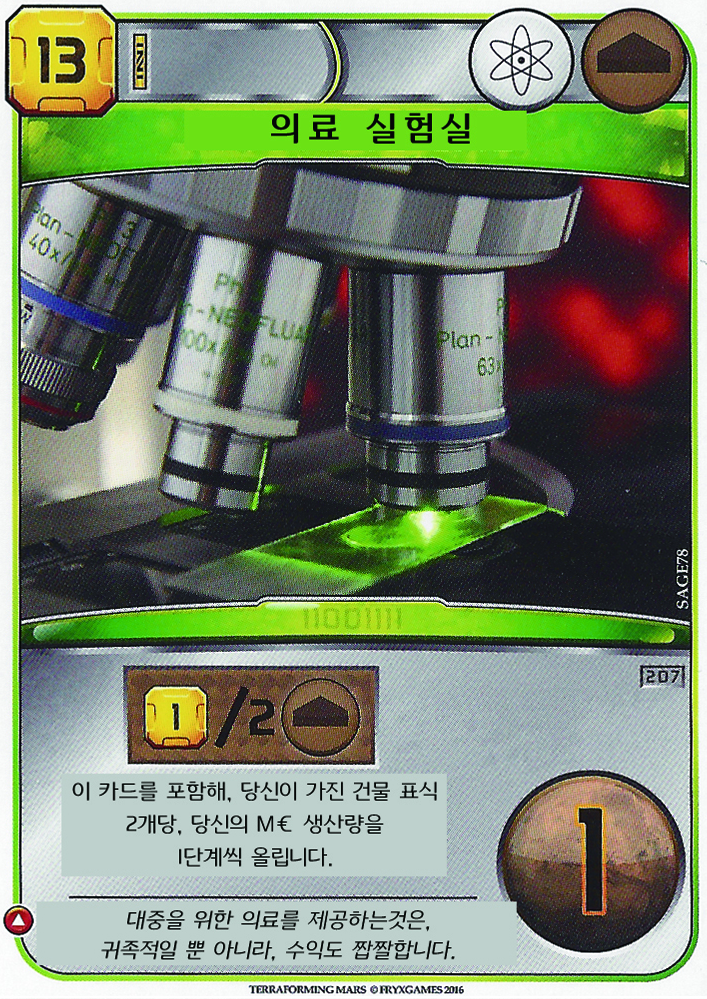 13
의료 실험실
Plan-NEOFLUAR
40x/
Ph
n-NEOFLUA
100x
Plan-
63x
SAGE78
11001111
207
1 /2
이 카드를 포함해, 당신이 가진 건물 표식
2개당, 당신의 M€ 생산량을
1단계씩 올립니다.
1
대중을 위한 의료를 제공하는것은,
귀족적일 뿐 아니라, 수익도 짭짤합니다.
TERRAFORMING MARS © FRYXGAMES 2016